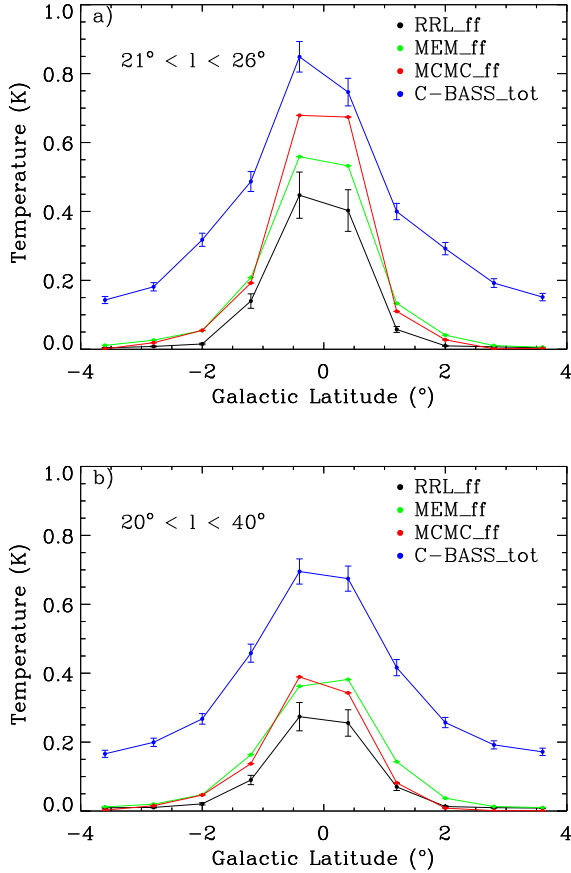 a)
21° < l < 26°
RRL_ff
MEM_ff
MCMC_ff
C-BASS_tot
1.0
0.8
0.6
0.4
0.2
0.0
Temperature (K)
-4 -2 0 2 4
Galactic Latitude (°)
b)
20° < l < 40°
RRL_ff
MEM_ff
MCMC_ff
C-BASS_tot
1.0
0.8
0.6
0.4
0.2
0.0
Temperature (K)
-4 -2 0 2 4
Galactic Latitude (°)